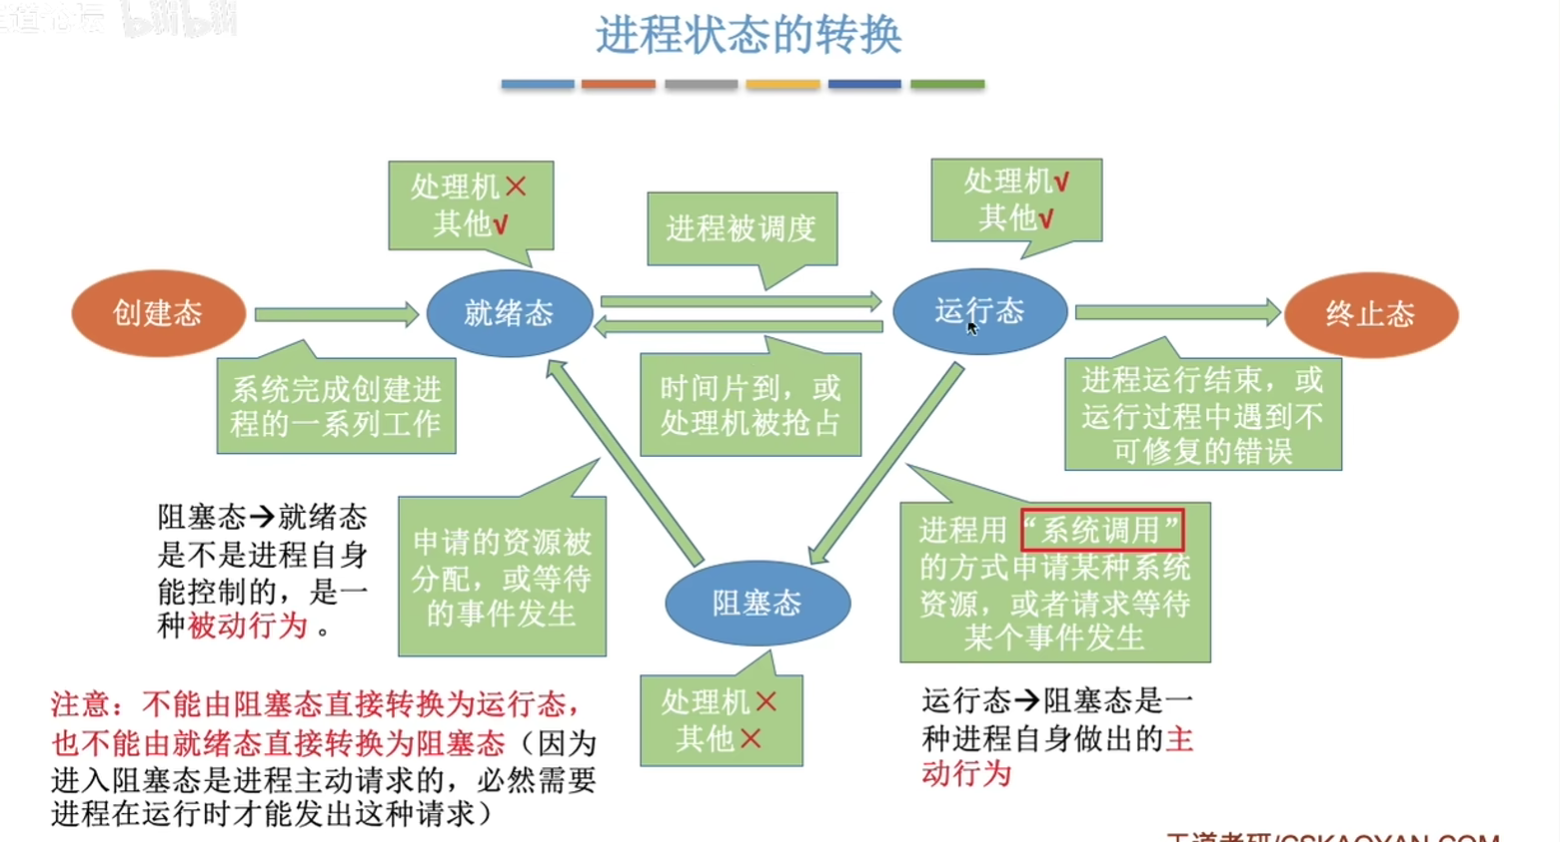 bilibili
进程状态的转换
处理机×
其他√
进程被调度
处理机√
其他√
创建态
就绪态
运行态
终止态
系统完成创建进
程的一系列工作
时间片到，或
处理机被抢占
进程运行结束，或
运行过程中遇到不
可修复的错误
阻塞态→就绪态
是不是进程自身
能控制的，是一
种被动行为 。
申请的资源被
分配，或等待
的事件发生
进程用“系统调用”
的方式申请某种系统
资源，或者请求等待
某个事件发生
阻塞态
处理机×
其他×
注意：不能由阻塞态直接转换为运行态，
也不能由就绪态直接转换为阻塞态（因为
进入阻塞态是进程主动请求的，必然需要
进程在运行时才能发出这种请求）
运行态→阻塞态是一
种进程自身做出的主
动行为
王道考研/CSKAOYAN.COM